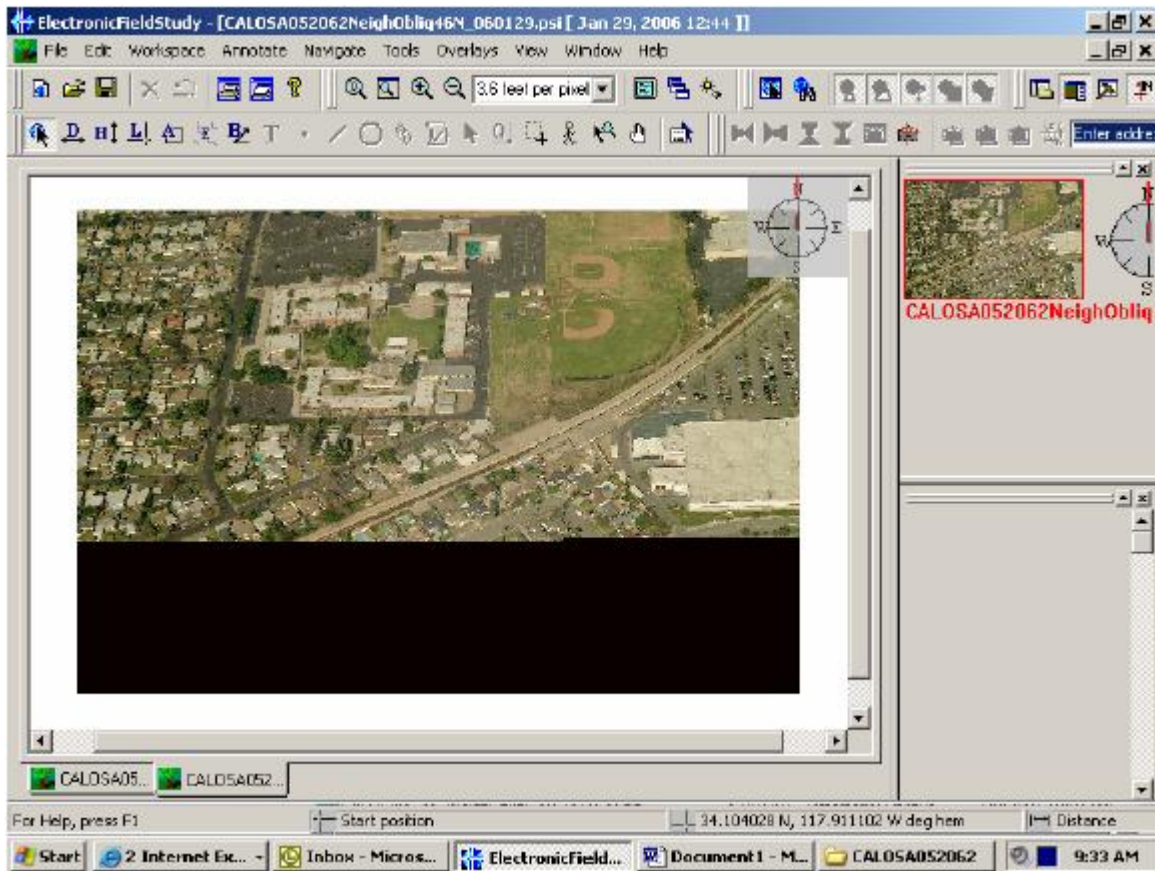 ElectronicFieldStudy - [CALOSA052062NeighObliq46N_060129.psi [ Jan 29, 2006 12:44 ]]
File Edit Workspace Annotate Navigate Tools Overlays View Window Help
3.6 feet per pixel
D H L A B T Enter addre
N
W E
S
W
S
CALOSA052062NeighObliq
CALOSA05... CALOSA052...
For Help, press F1 Start position 34.104028 N, 117.911102 W deg hem Distance
Start 2 Internet Ex... Inbox - Micros... ElectronicField... Document1 - M... CALOSA052062 9:33 AM